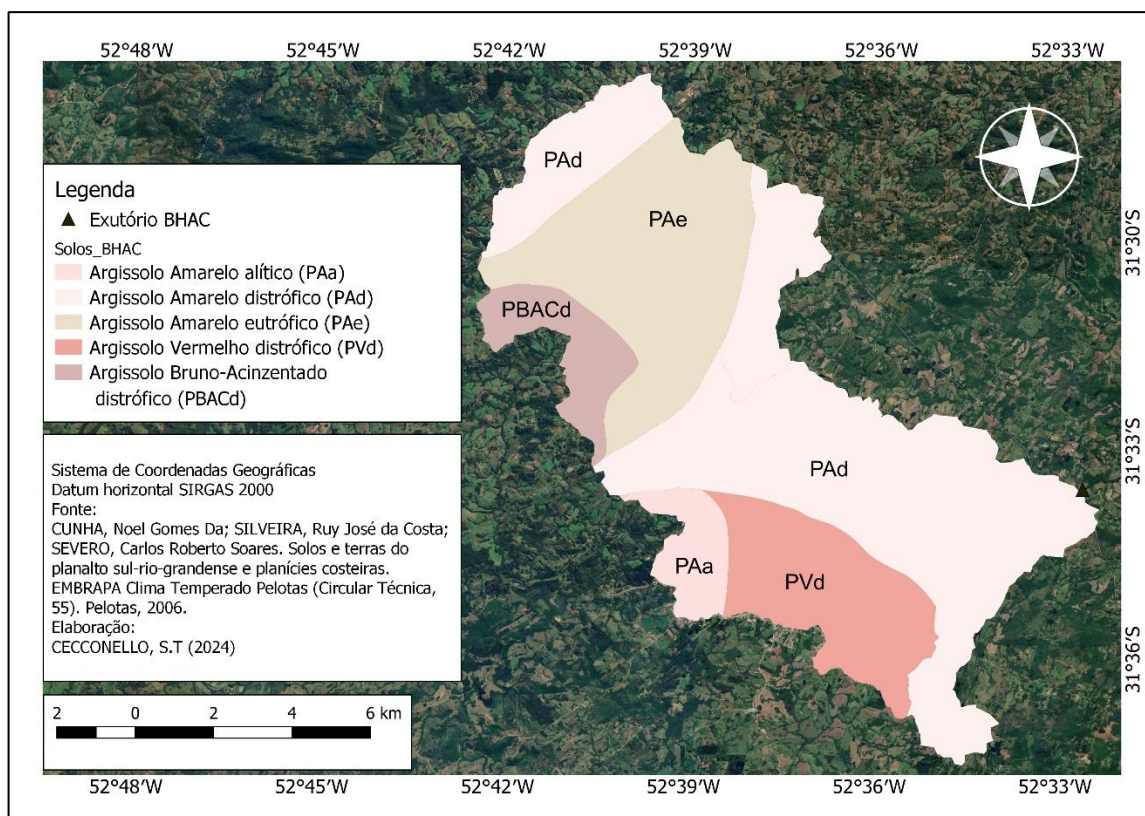 52°48'W 52°45'W 52°42'W 52°39'W 52°36'W 52°33'W
Legenda
Exutório BHAC
Solos_BHAC
Argissolo Amarelo alítico (PAa)
Argissolo Amarelo distrófico (PAd)
Argissolo Amarelo eutrófico (PAe)
Argissolo Vermelho distrófico (PVd)
Argissolo Bruno-Acinzentado
distrófico (PBACd)
Sistema de Coordenadas Geográficas
Datum horizontal SIRGAS 2000
Fonte:
CUNHA, Noel Gomes Da; SILVEIRA, Ruy José da Costa;
SEVERO, Carlos Roberto Soares. Solos e terras do
planalto sul-rio-grandense e planícies costeiras.
EMBRAPA Clima Temperado Pelotas (Circular Técnica,
55). Pelotas, 2006.
Elaboração:
CECCONELLO, S.T (2024)
2 0 2 4 6 km
PAd
PAe
PBACd
PAd
PAa
PVd
31°30'S
31°33'S
31°36'S
52°48'W 52°45'W 52°42'W 52°39'W 52°36'W 52°33'W